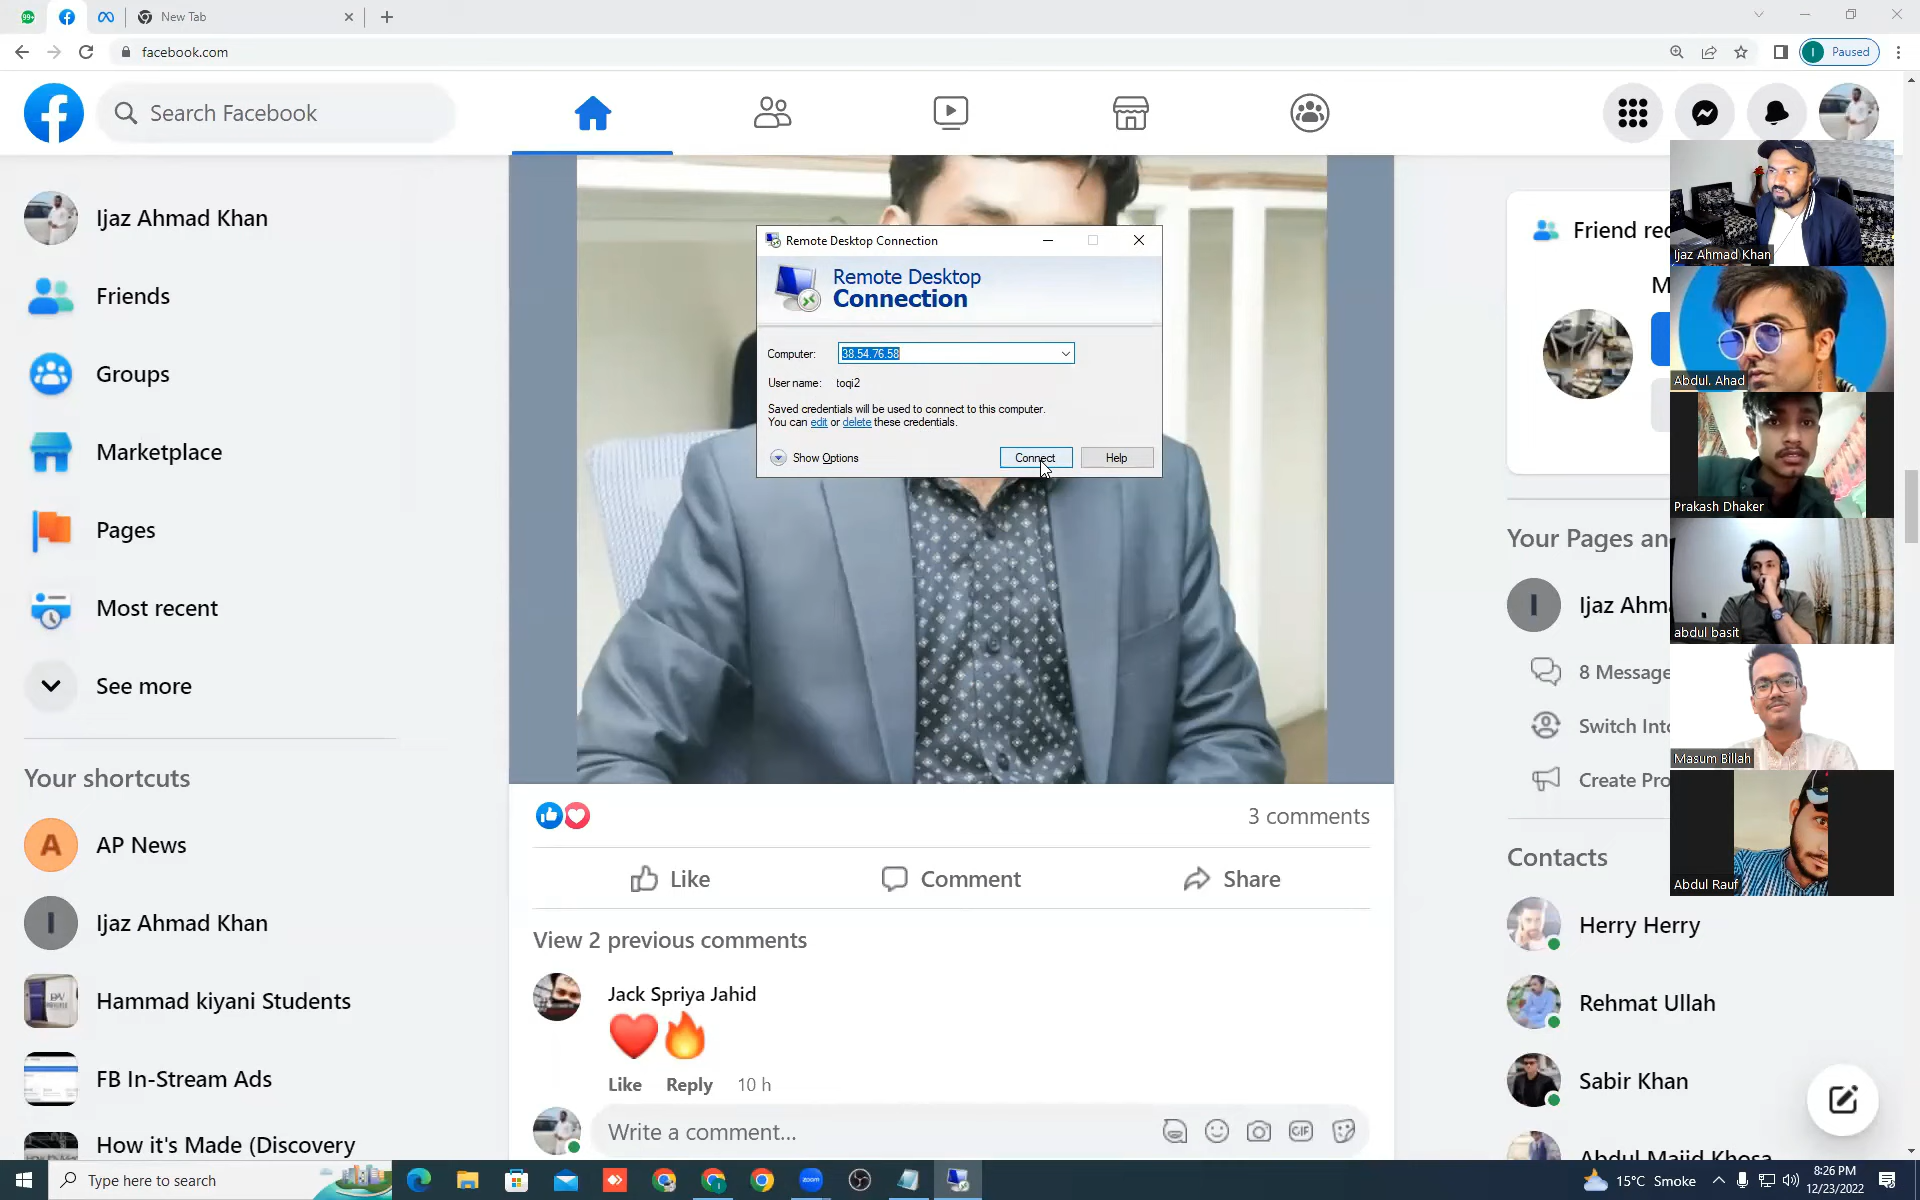 99+
New Tab
facebook.com
I
Paused
Search Facebook
Ijaz Ahmad Khan
Friends
Groups
Marketplace
Pages
Most recent
See more
Your shortcuts
A
AP News
I
Ijaz Ahmad Khan
Hammad kiyani Students
FB In-Stream Ads
How it's Made (Discovery
Remote Desktop Connection
Remote Desktop
Connection
Computer:
38.54.76.58
User name:
toqi2
Saved credentials will be used to connect to this computer.
You can edit or delete these credentials.
Show Options
Connect
Help
3 comments
Like
Comment
Share
View 2 previous comments
Jack Spriya Jahid
Like
Reply
10 h
Write a comment...
GIF
Friend rec
M
Your Pages an
I
Ijaz Ahm
8 Message
Switch Int
Create Pro
Contacts
Herry Herry
Rehmat Ullah
Sabir Khan
Abdul Majid Khosa
Ijaz Ahmad Khan
Abdul. Ahad
Prakash Dhaker
abdul basit
Masum Billah
Abdul Rauf
Type here to search
zoom
15°C Smoke
8:26 PM
12/23/2022